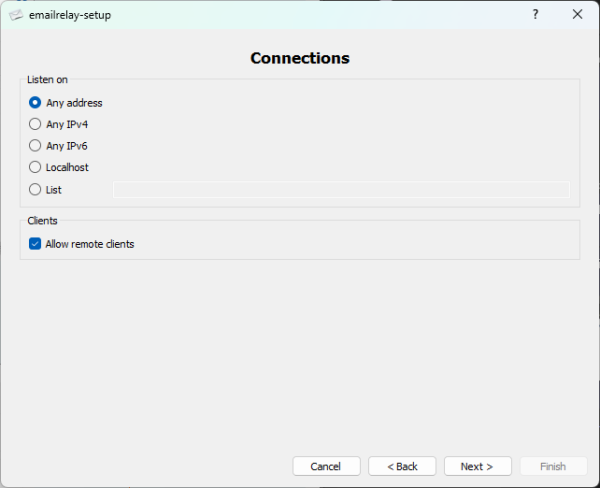 emailrelay-setup
?
Connections
Listen on
Any address
Any IPv4
Any IPv6
Localhost
List
Clients
Allow remote clients
Cancel
< Back
Next >
Finish